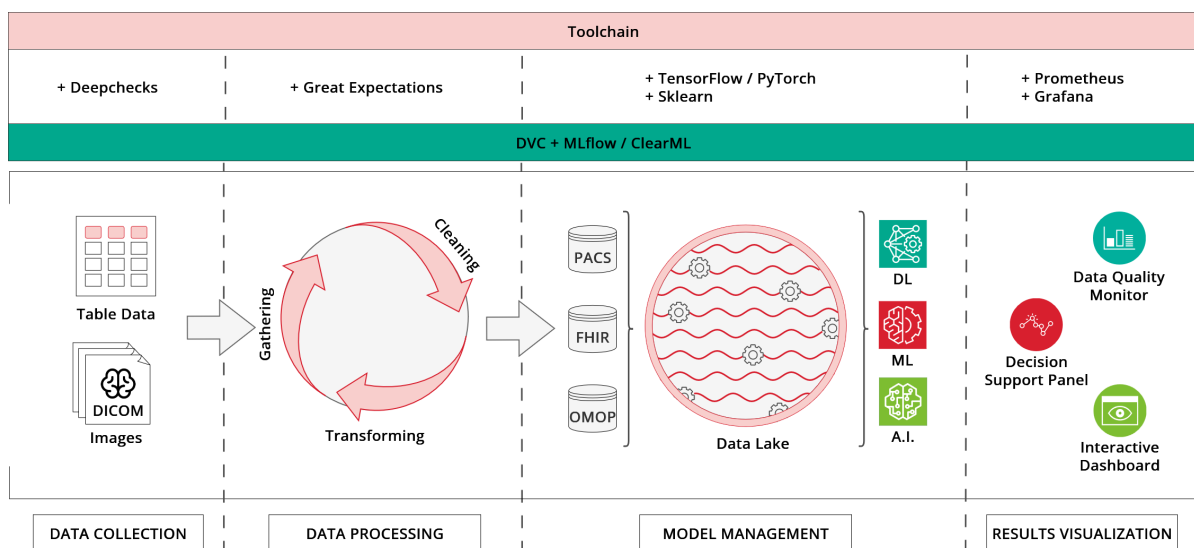 Toolchain
+ Deepchecks
+ Great Expectations
+ TensorFlow / PyTorch
+ Sklearn
+ Prometheus
+ Grafana
DVC + MLflow / ClearML
Table Data
DICOM
Images
Gathering
Cleaning
Transforming
PACS
FHIR
OMOP
Data Lake
DL
ML
A.I.
Data Quality
Monitor
Decision
Support Panel
Interactive
Dashboard
DATA COLLECTION
DATA PROCESSING
MODEL MANAGEMENT
RESULTS VISUALIZATION